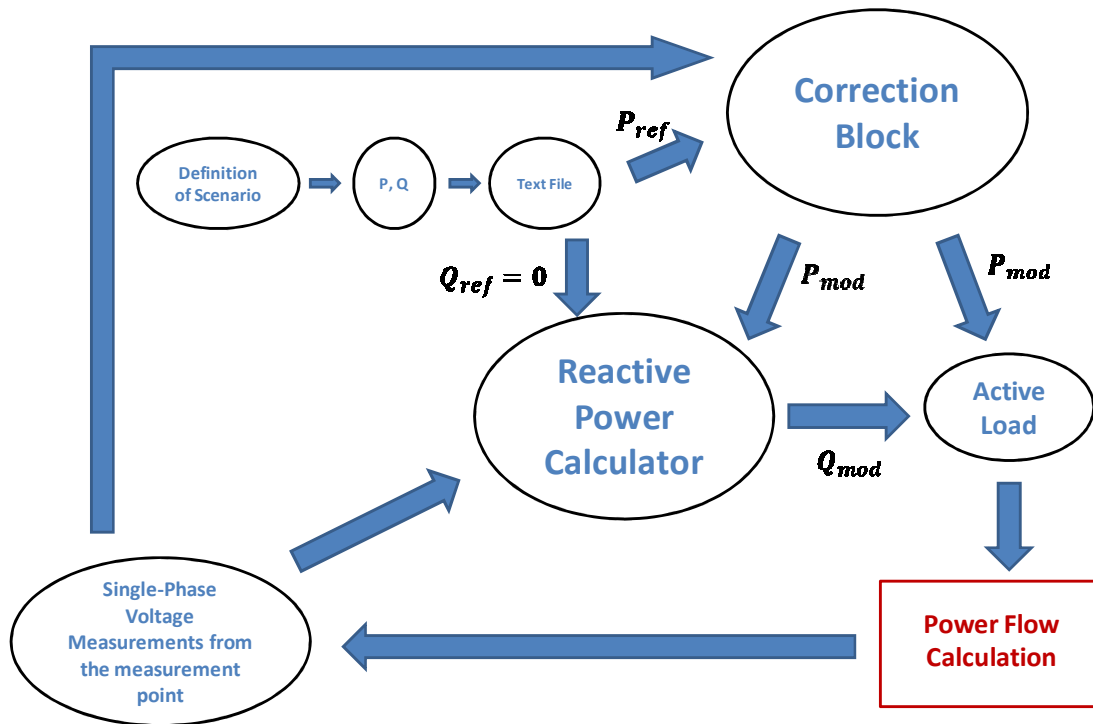 Correction
Block
P_ref
Definition
of Scenario
P, Q
Text File
Q_ref = 0
P_mod
P_mod
Reactive
Power
Calculator
Active
Load
Q_mod
Single-Phase
Voltage
Measurements from
the measurement
point
Power Flow
Calculation